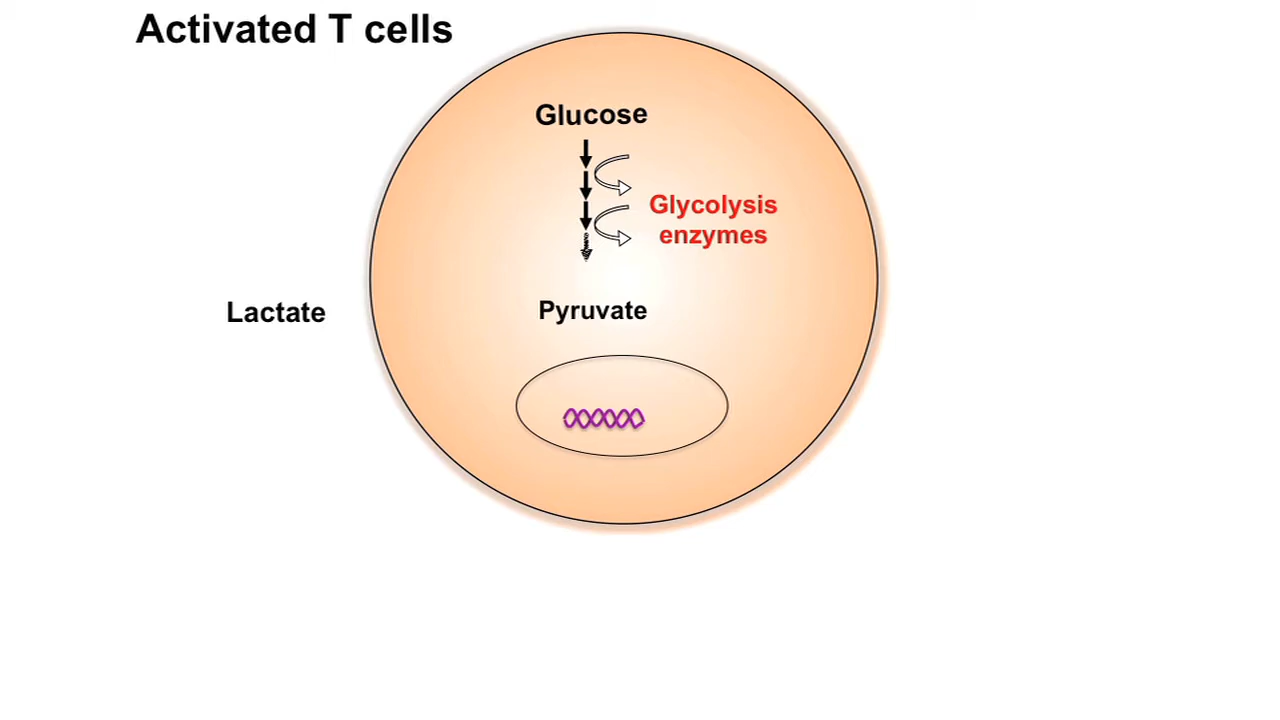 Activated T cells
Glucose
Glycolysis
enzymes
Lactate
Pyruvate